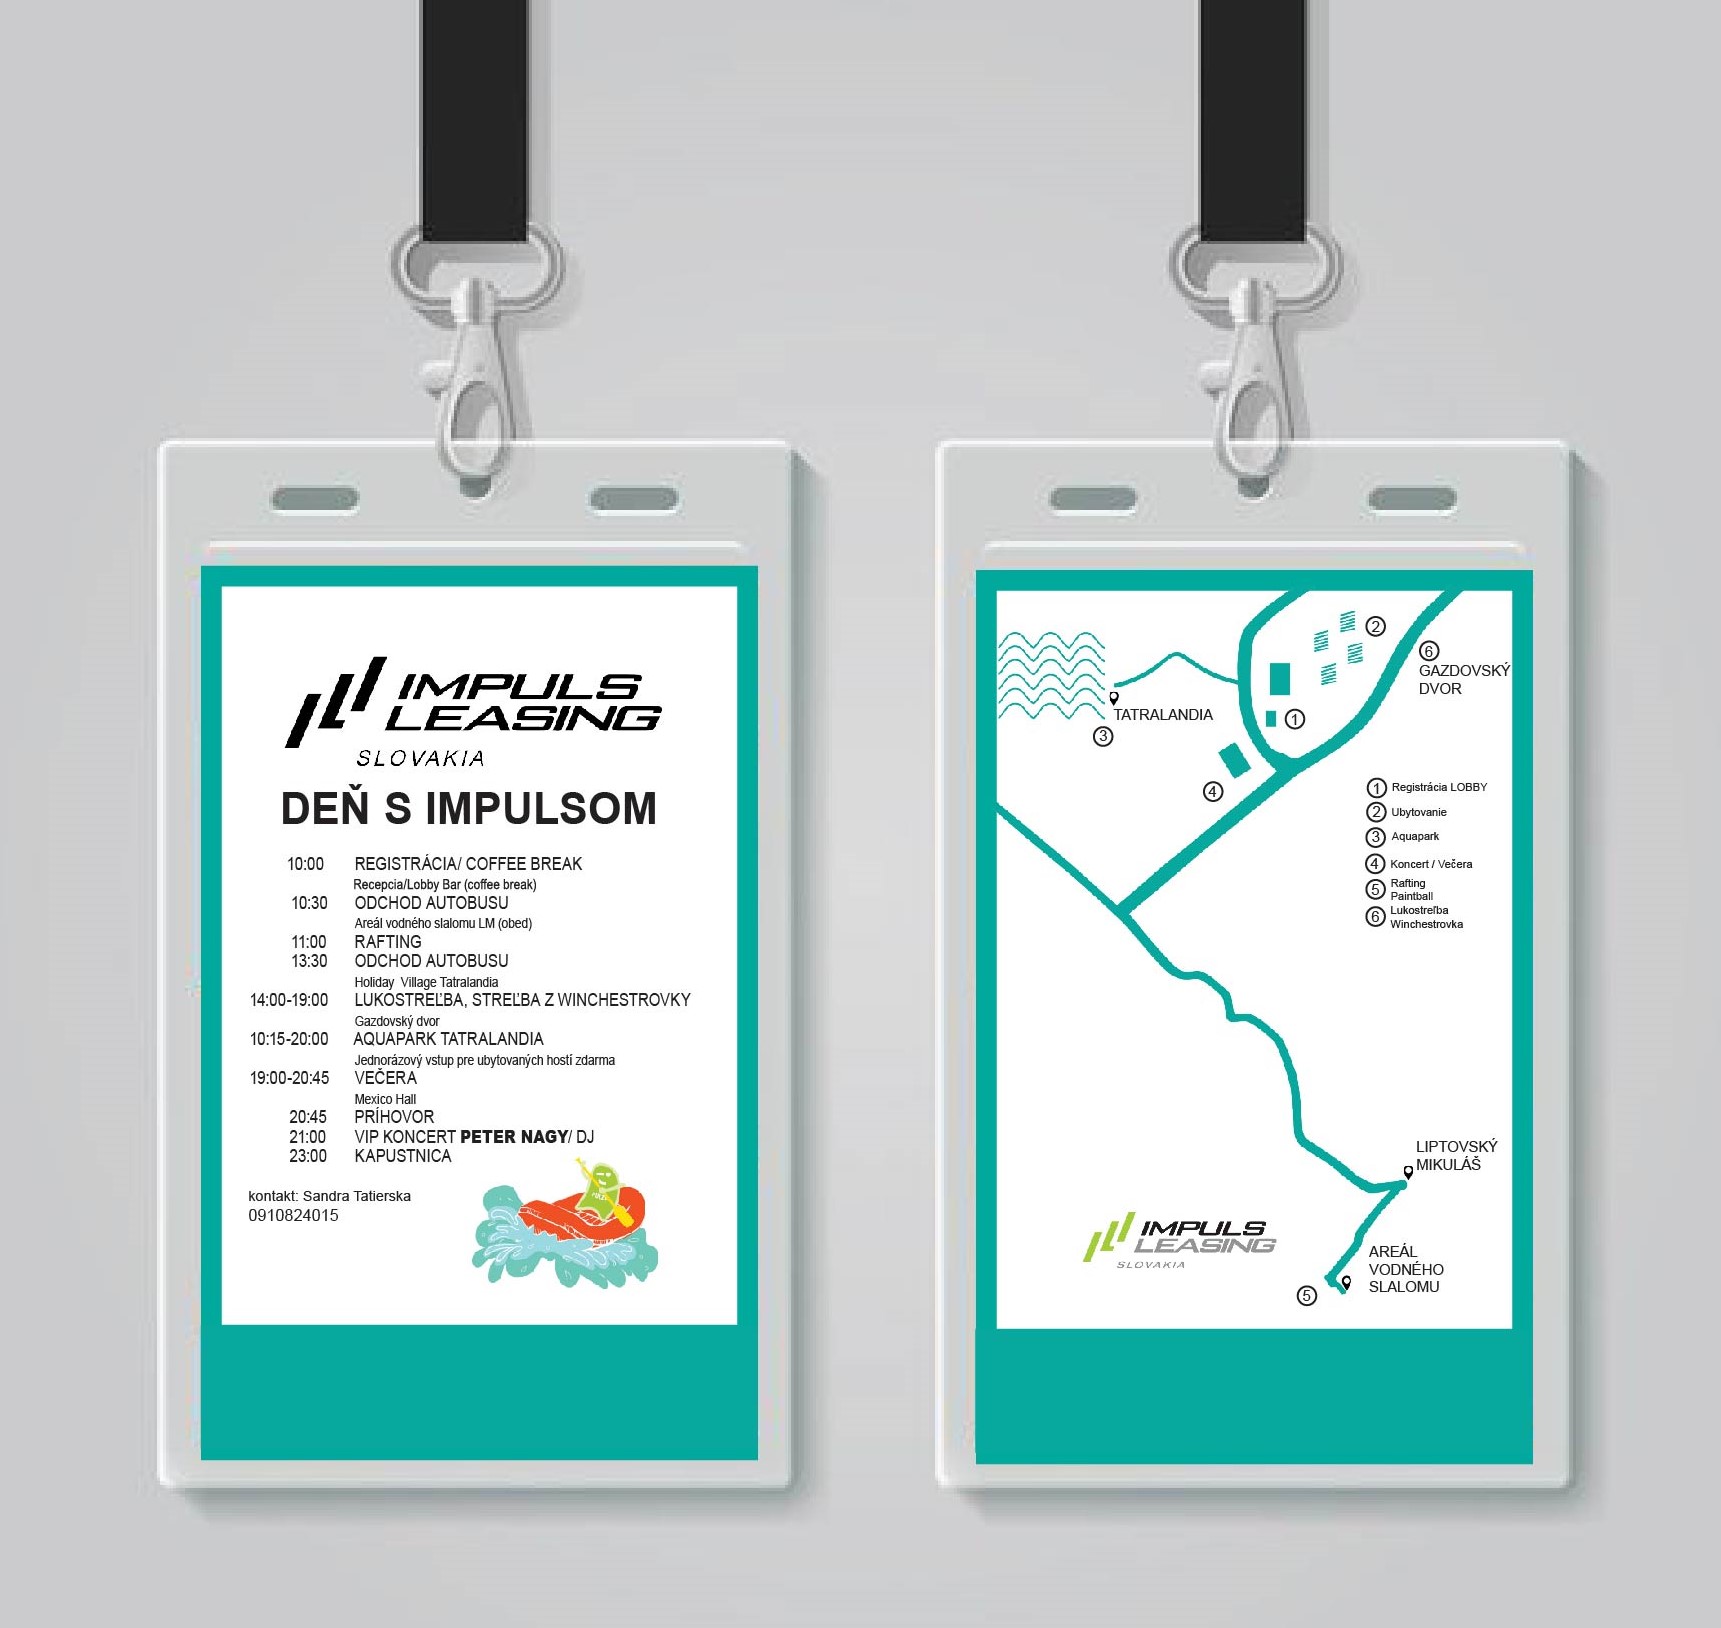 IMPULS
LEASING
SLOVAKIA
DEŇ S IMPULSOM
10:00 REGISTRÁCIA/ COFFEE BREAK
Recepcia/Lobby Bar (coffee break)
10:30 ODCHOD AUTOBUSU
Areál vodného slalomu LM (obed)
11:00 RAFTING
13:30 ODCHOD AUTOBUSU
Holiday Village Tatralandia
14:00-19:00 LUKOSTREĽBA, STREĽBA Z WINCHESTROVKY
Gazdovský dvor
10:15-20:00 AQUAPARK TATRALANDIA
Jednorázový vstup pre ubytovaných hostí zdarma
19:00-20:45 VEČERA
Mexico Hall
20:45 PRÍHOVOR
21:00 VIP KONCERT PETER NAGY/ DJ
23:00 KAPUSTNICA
kontakt: Sandra Tatierska
0910824015
2
6
GAZDOVSKÝ
DVOR
TATRALANDIA
1
3
4
1 Registrácia LOBBY
2 Ubytovanie
3 Aquapark
4 Koncert / Večera
5 Rafting
Paintball
6 Lukostreľba
Winchestrovka
LIPTOVSKÝ
MIKULÁŠ
IMPULS
LEASING
SLOVAKIA
AREÁL
VODNÉHO
SLALOMU
5